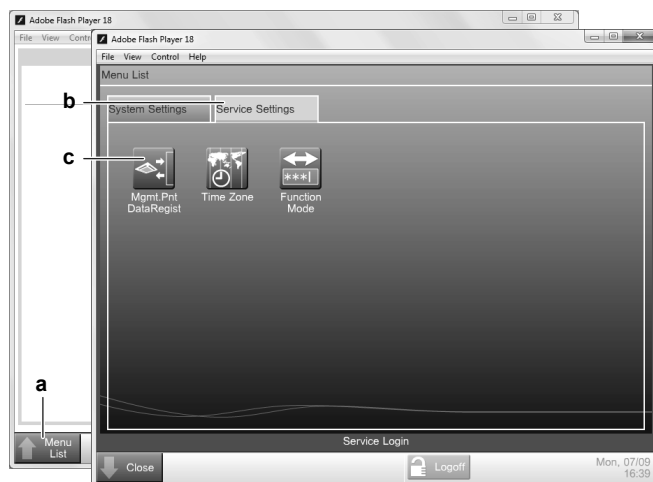 Adobe Flash Player 18
File View Contr
Adobe Flash Player 18
File View Control Help
Menu List
b
System Settings
Service Settings
c
Mgmt.Pnt
DataRegist
Time Zone
***|
Function
Mode
a
Menu
List
Service Login
Close
Logoff
Mon, 07/09
16:39